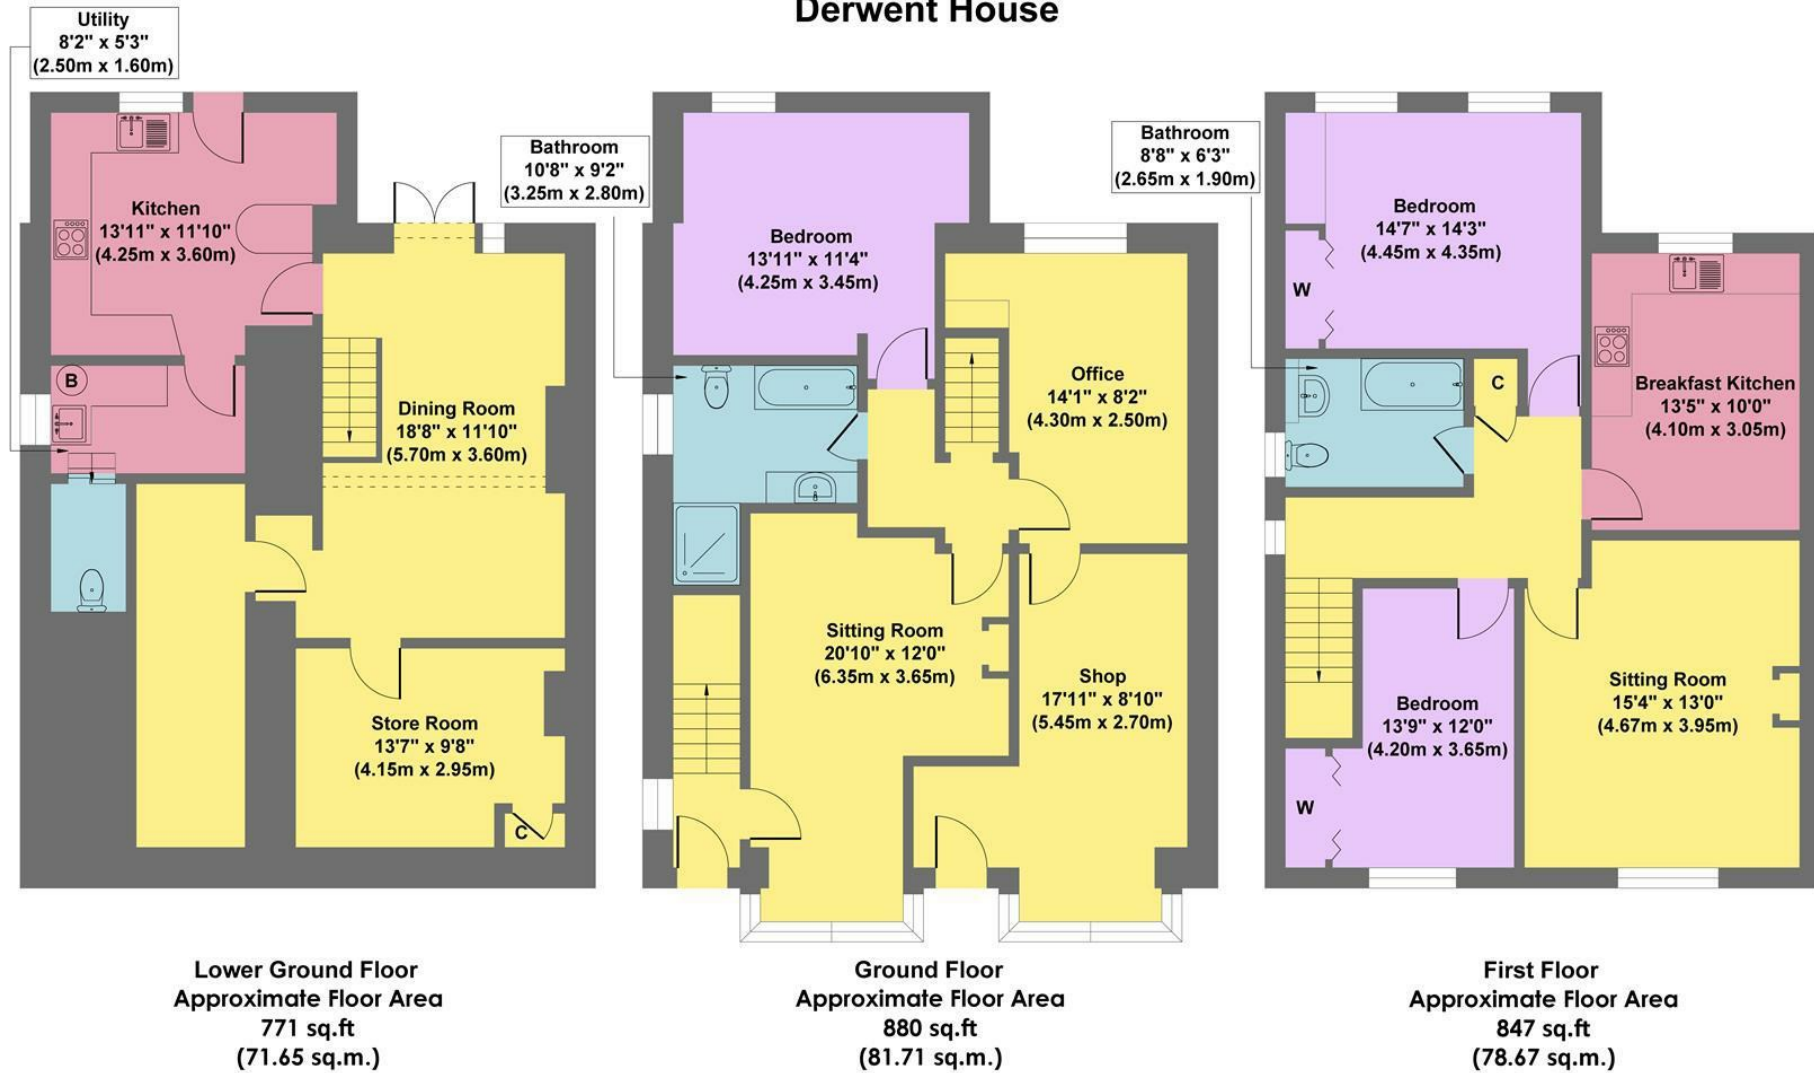 Derwent House
Utility
8'2" x 5'3"
(2.50m x 1.60m)
Kitchen
13'11" x 11'10"
(4.25m x 3.60m)
B
Dining Room
18'8" x 11'10"
(5.70m x 3.60m)
Store Room
13'7" x 9'8"
(4.15m x 2.95m)
C
Lower Ground Floor
Approximate Floor Area
771 sq.ft
(71.65 sq.m.)
Bathroom
10'8" x 9'2"
(3.25m x 2.80m)
Bedroom
13'11" x 11'4"
(4.25m x 3.45m)
Office
14'1" x 8'2"
(4.30m x 2.50m)
Sitting Room
20'10" x 12'0"
(6.35m x 3.65m)
Shop
17'11" x 8'10"
(5.45m x 2.70m)
Ground Floor
Approximate Floor Area
880 sq.ft
(81.71 sq.m.)
Bathroom
8'8" x 6'3"
(2.65m x 1.90m)
Bedroom
14'7" x 14'3"
(4.45m x 4.35m)
W
C
Breakfast Kitchen
13'5" x 10'0"
(4.10m x 3.05m)
Bedroom
13'9" x 12'0"
(4.20m x 3.65m)
W
Sitting Room
15'4" x 13'0"
(4.67m x 3.95m)
First Floor
Approximate Floor Area
847 sq.ft
(78.67 sq.m.)